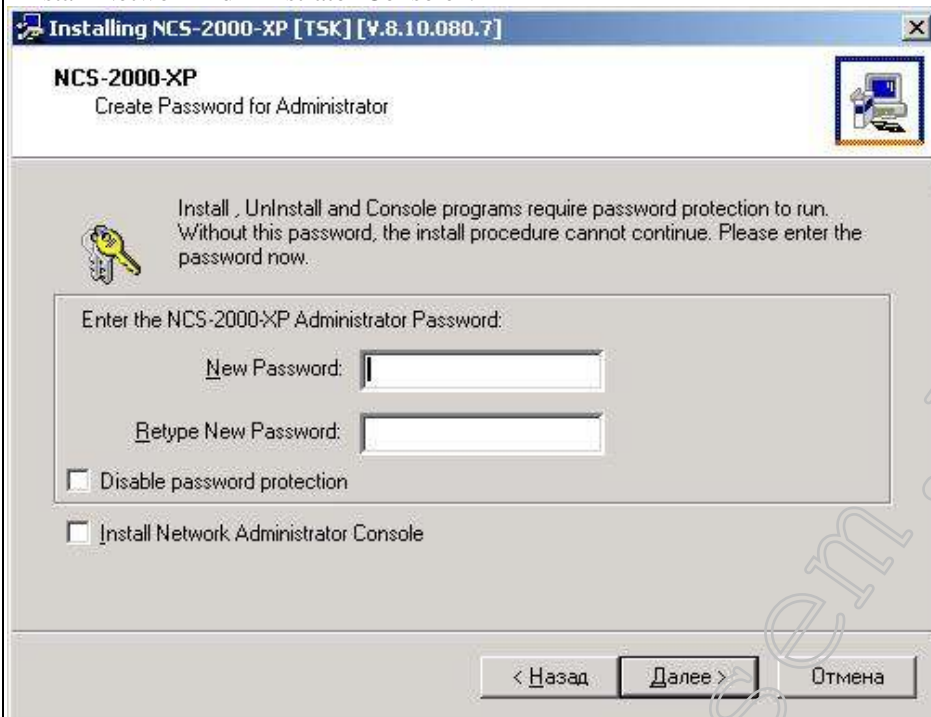 Installing NCS-2000-XP [TSK] [V.8.10.080.7]
NCS-2000-XP
Create Password for Administrator
Install , UnInstall and Console programs require password protection to run.
Without this password, the install procedure cannot continue. Please enter the
password now.
Enter the NCS-2000-XP Administrator Password:
New Password:
Retype New Password:
Disable password protection
Install Network Administrator Console
< Назад
Далее >
Отмена